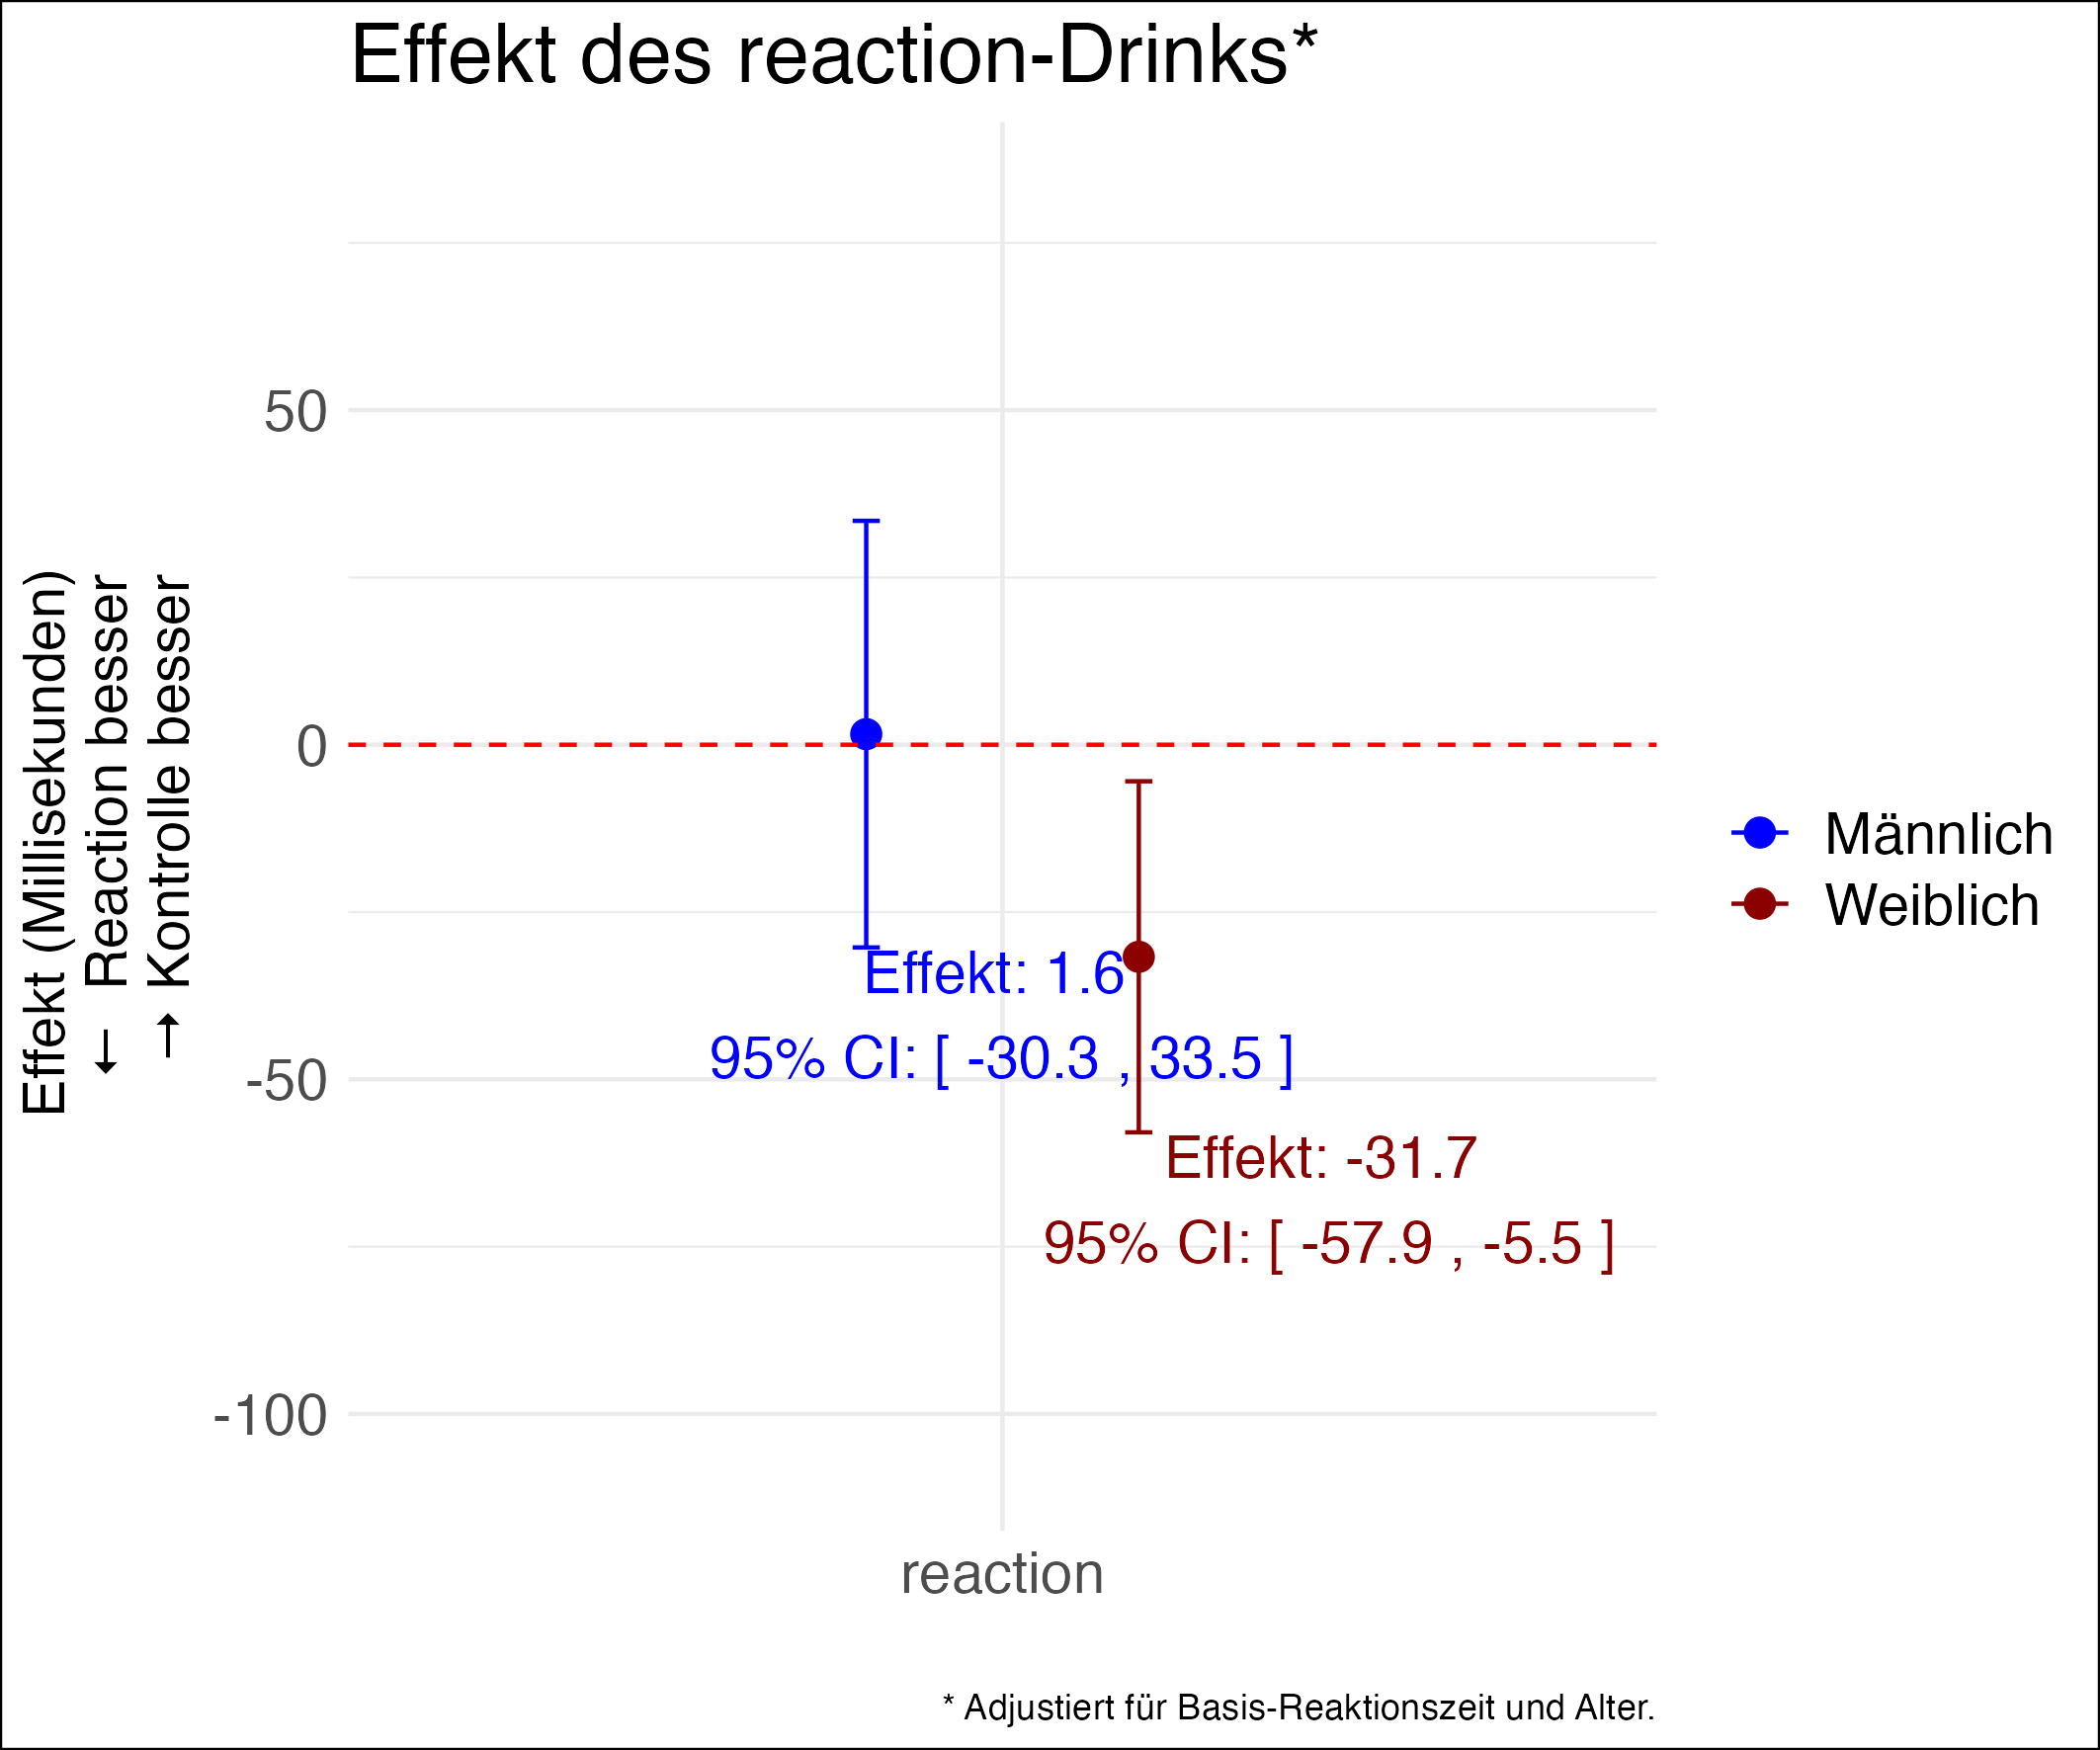 Effekt des reaction-Drinks*
Effekt (Millisekunden)
← Reaction besser
→ Kontrolle besser
50
0
-50
-100
Effekt: 1.6
95% CI: [ -30.3 , 33.5 ]
Effekt: -31.7
95% CI: [ -57.9 , -5.5 ]
Männlich
Weiblich
reaction
* Adjustiert für Basis-Reaktionszeit und Alter.